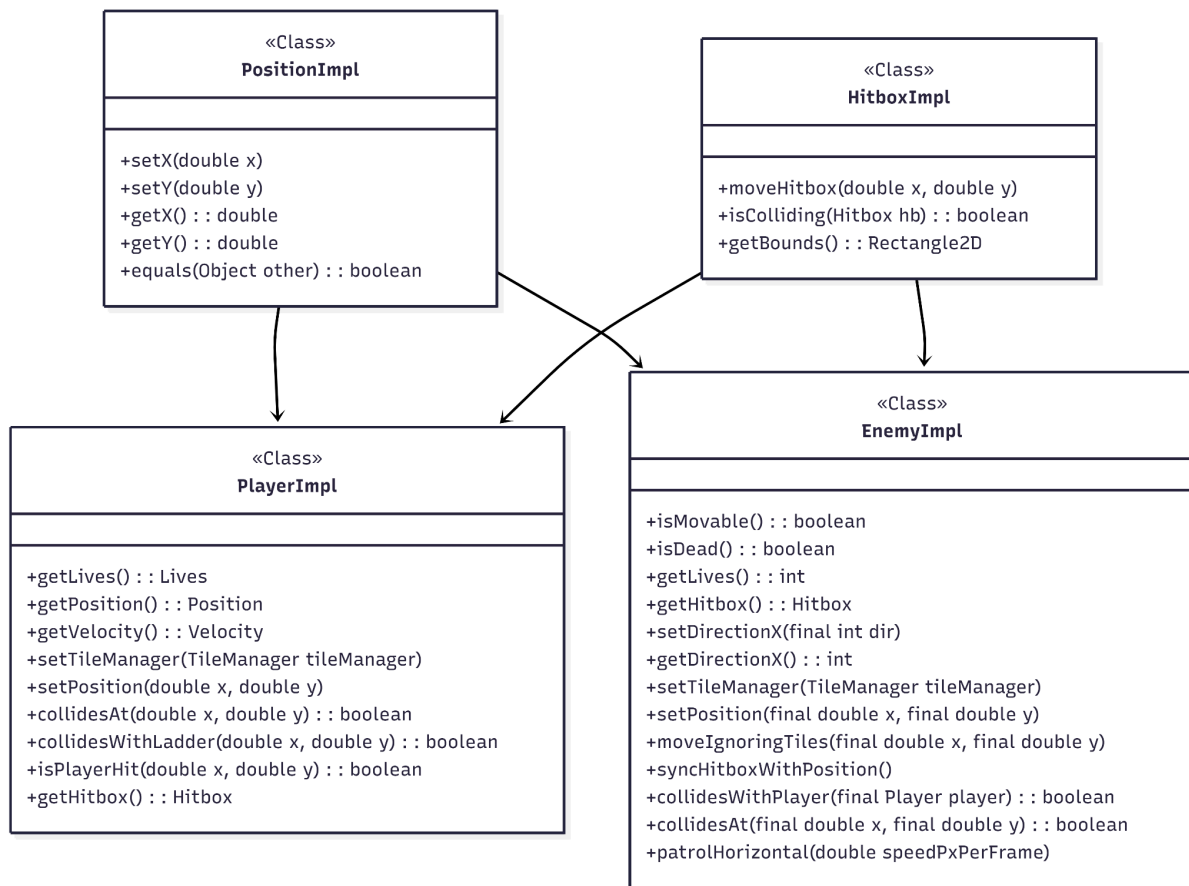 «Class»
PositionImpl
+setX(double x)
+setY(double y)
+getX() : : double
+getY() : : double
+equals(Object other) : : boolean
«Class»
HitboxImpl
+moveHitbox(double x, double y)
+isColliding(Hitbox hb) : : boolean
+getBounds() : : Rectangle2D
«Class»
PlayerImpl
+getLives() : : Lives
+getPosition() : : Position
+getVelocity() : : Velocity
+setTileManager(TileManager tileManager)
+setPosition(double x, double y)
+collidesAt(double x, double y) : : boolean
+collidesWithLadder(double x, double y) : : boolean
+isPlayerHit(double x, double y) : : boolean
+getHitbox() : : Hitbox
«Class»
EnemyImpl
+isMovable() : : boolean
+isDead() : : boolean
+getLives() : : int
+getHitbox() : : Hitbox
+setDirectionX(final int dir)
+getDirectionX() : : int
+setTileManager(TileManager tileManager)
+setPosition(final double x, final double y)
+moveIgnoringTiles(final double x, final double y)
+syncHitboxWithPosition()
+collidesWithPlayer(final Player player) : : boolean
+collidesAt(final double x, final double y) : : boolean
+patrolHorizontal(double speedPxPerFrame)